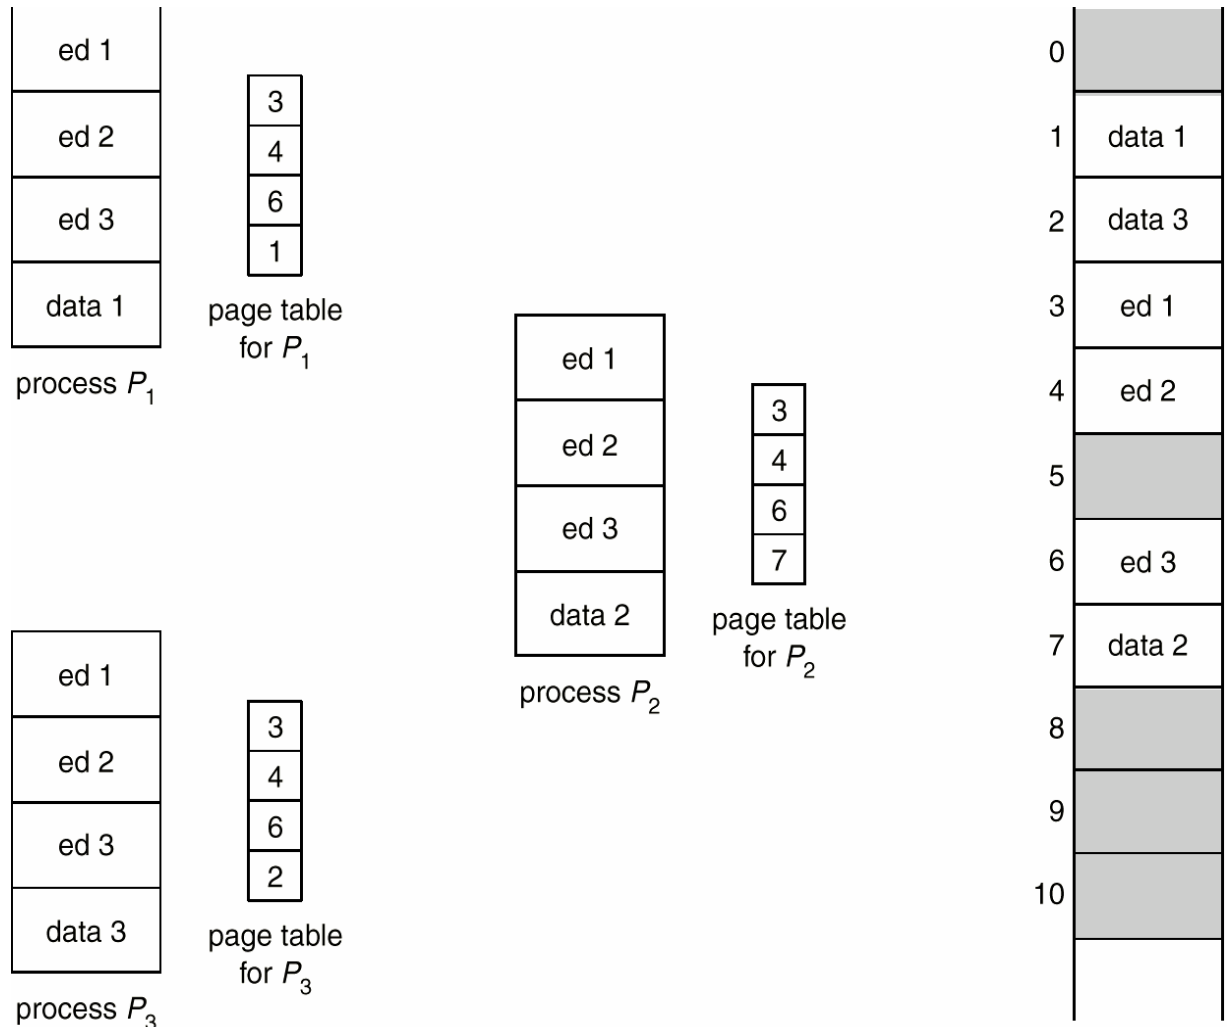 ed 1
ed 2
ed 3
data 1
process P1
3
4
6
1
page table
for P1
ed 1
ed 2
ed 3
data 2
process P2
3
4
6
7
page table
for P2
ed 1
ed 2
ed 3
data 3
process P3
3
4
6
2
page table
for P3
0
1 data 1
2 data 3
3 ed 1
4 ed 2
5
6 ed 3
7 data 2
8
9
10